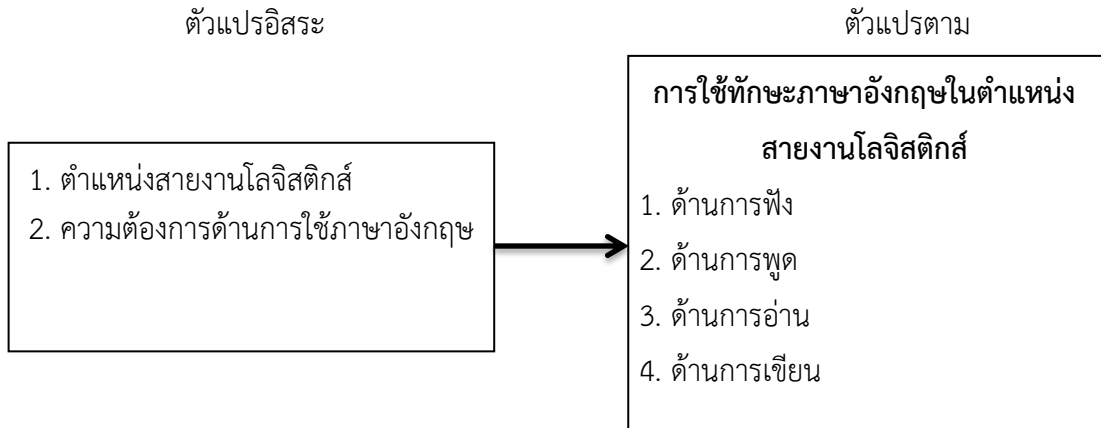 ตัวแปรอิสระ
ตัวแปรตาม
1. ตำแหน่งสายงานโลจิสติกส์
2. ความต้องการด้านการใช้ภาษาอังกฤษ
การใช้ทักษะภาษาอังกฤษในตำแหน่ง
สายงานโลจิสติกส์
1. ด้านการฟัง
2. ด้านการพูด
3. ด้านการอ่าน
4. ด้านการเขียน